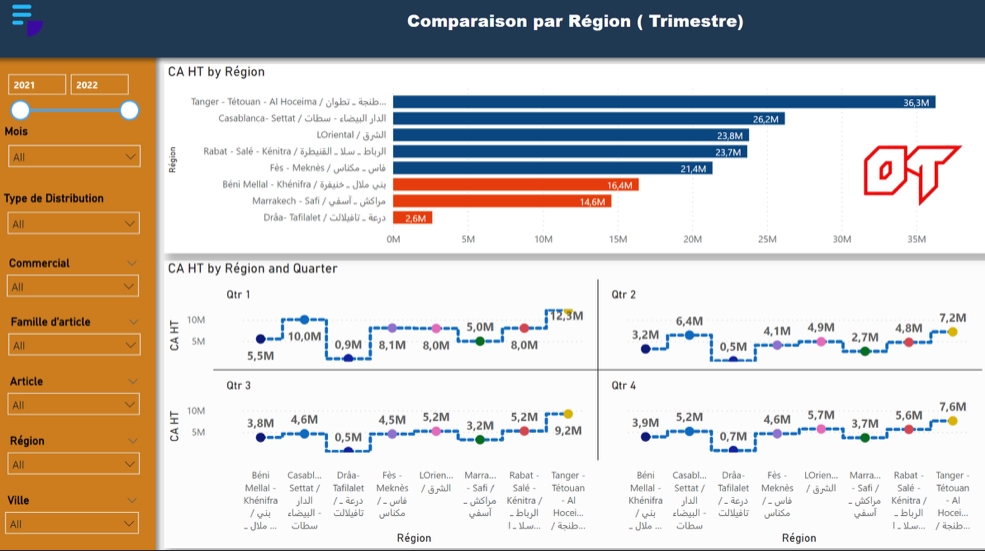 Comparaison par Région ( Trimestre)
2021
2022
Mois
All
Type de Distribution
All
Commercial
All
Famille d'article
All
Article
All
Région
All
Ville
All
CA HT by Région
Région
Tanger - Tétouan - Al Hoceima / طنجة ـ تطوان...
Casablanca- Settat / الدار البيضاء - سطات
LOriental / الشرق
Rabat - Salé - Kénitra / الرباط ـ سلا ـ القنيطرة
Fès - Meknès / فاس ـ مكناس
Béni Mellal - Khénifra / بني ملال ـ خنيفرة
Marrakech - Safi / مراكش ـ أسفي
Drâa- Tafilalet / درعة ـ تافيلالت
36,3M
26,2M
23,8M
23,7M
21,4M
16,4M
14,6M
2,6M
0M 5M 10M 15M 20M 25M 30M 35M
OT
CA HT by Région and Quarter
Qtr 1
CA HT
10M
5M
5,5M 10,0M 0,9M 8,1M 8,0M 5,0M 8,0M 12,3M
Qtr 2
3,2M 6,4M 0,5M 4,1M 4,9M 2,7M 4,8M 7,2M
Qtr 3
CA HT
10M
5M
3,8M 4,6M 0,5M 4,5M 5,2M 3,2M 5,2M 9,2M
Qtr 4
3,9M 5,2M 0,7M 4,6M 5,7M 3,7M 5,6M 7,6M
Béni Mellal - Khénifra / بني ـ ملال ...
Casabl... Settat / الدار البيضاء - سطات
Drâa- Tafilalet / درعة ـ تافيلالت
Fès - Meknès / فاس ـ مكناس
LOrien... / الشرق
Marra... - Safi / مراكش ـ أسفي
Rabat - Salé - Kénitra / الرباط ـ سلا ـ ا...
Tanger - Tétouan - Al Hocei... / طنجة ـ...
Région
Béni Mellal - Khénifra / بني ـ ملال ...
Casabl... Settat / الدار البيضاء - سطات
Drâa- Tafilalet / درعة ـ تافيلالت
Fès - Meknès / فاس ـ مكناس
LOrien... / الشرق
Marra... - Safi / مراكش ـ أسفي
Rabat - Salé - Kénitra / الرباط ـ سلا ـ ا...
Tanger - Tétouan - Al Hocei... / طنجة ـ...
Région